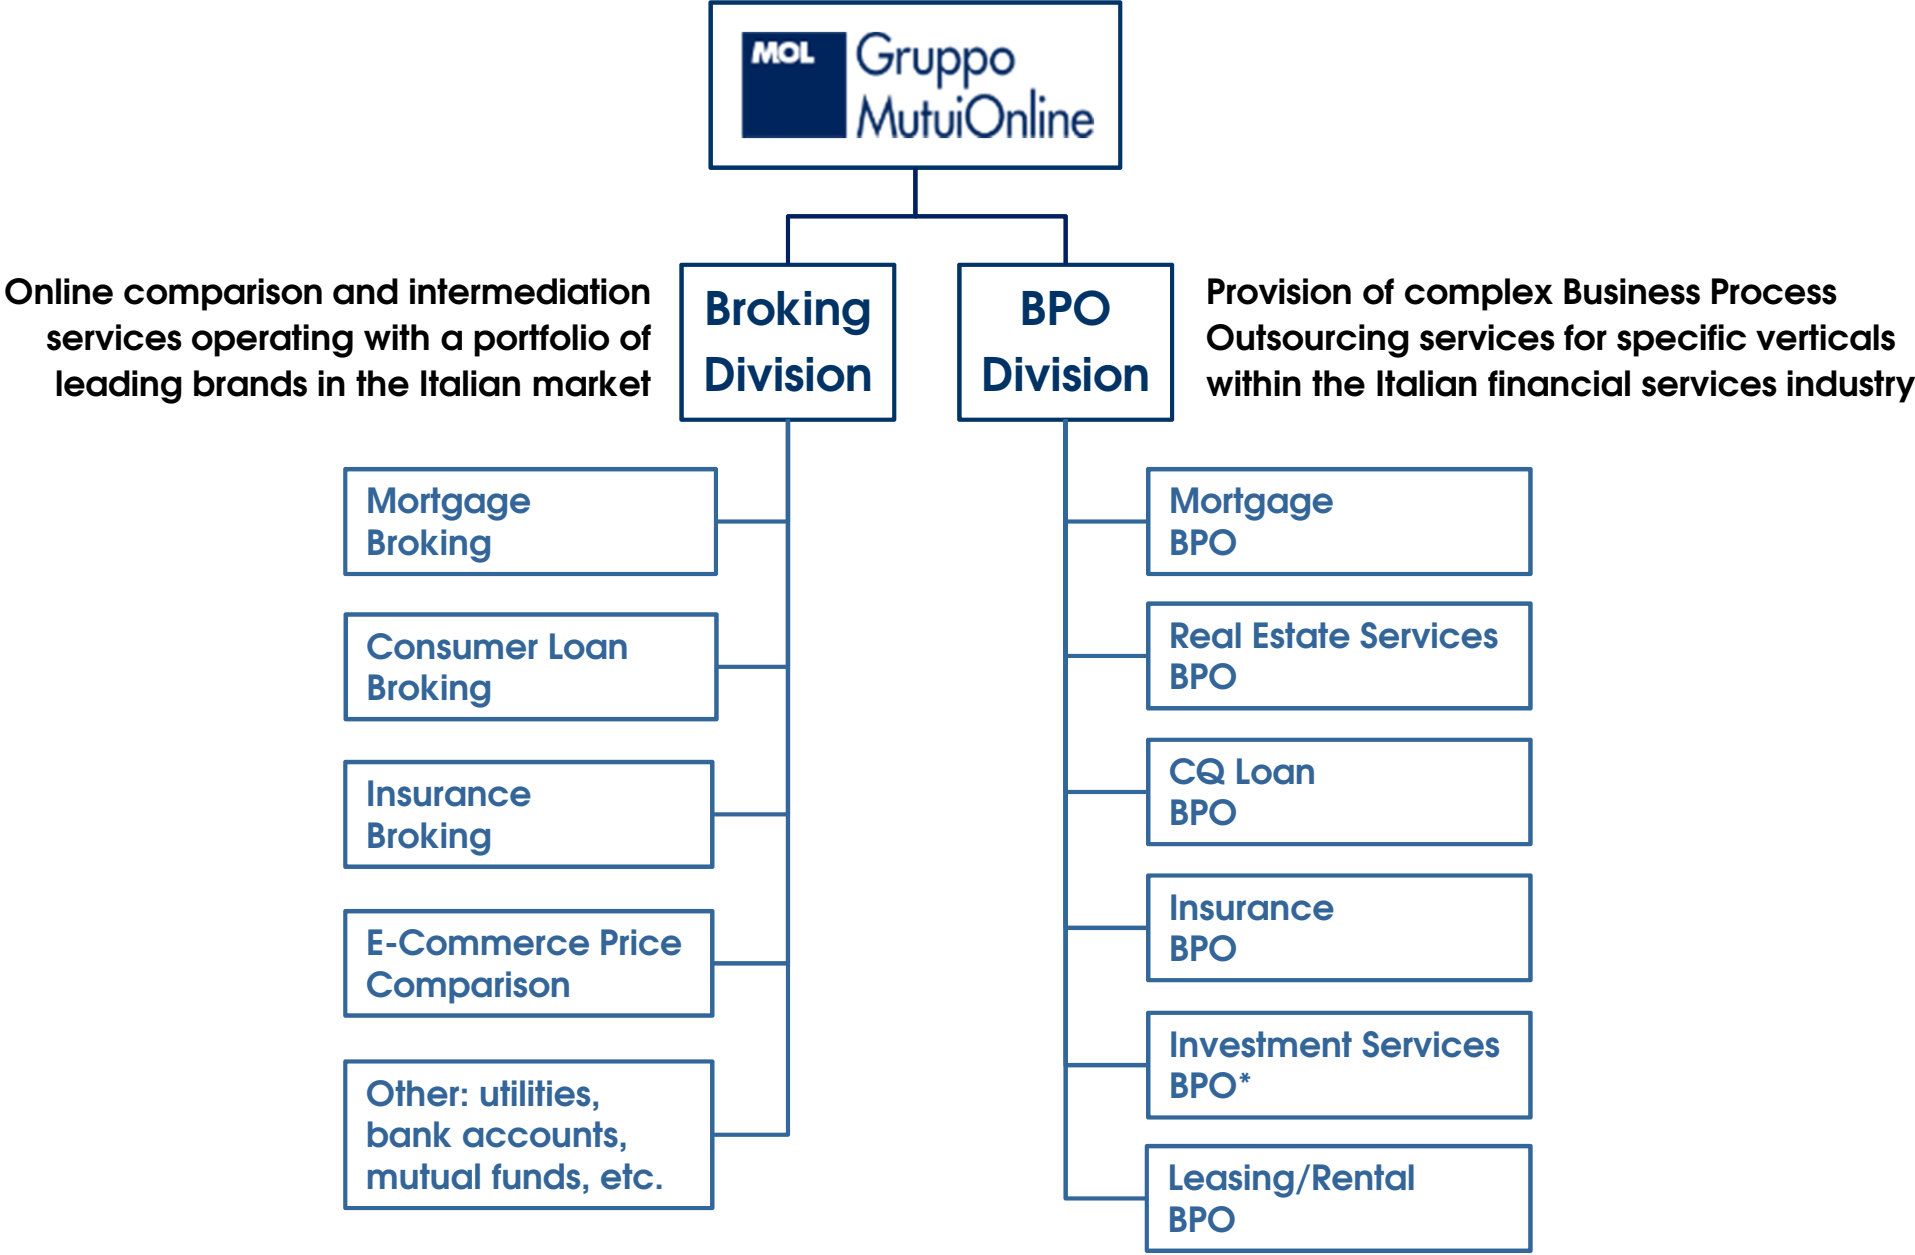 MOL
Gruppo
MutuiOnline
Online comparison and intermediation
services operating with a portfolio of
leading brands in the Italian market
Broking
Division
BPO
Division
Provision of complex Business Process
Outsourcing services for specific verticals
within the Italian financial services industry
Mortgage
Broking
Consumer Loan
Broking
Insurance
Broking
E-Commerce Price
Comparison
Other: utilities,
bank accounts,
mutual funds, etc.
Mortgage
BPO
Real Estate Services
BPO
CQ Loan
BPO
Insurance
BPO
Investment Services
BPO*
Leasing/Rental
BPO